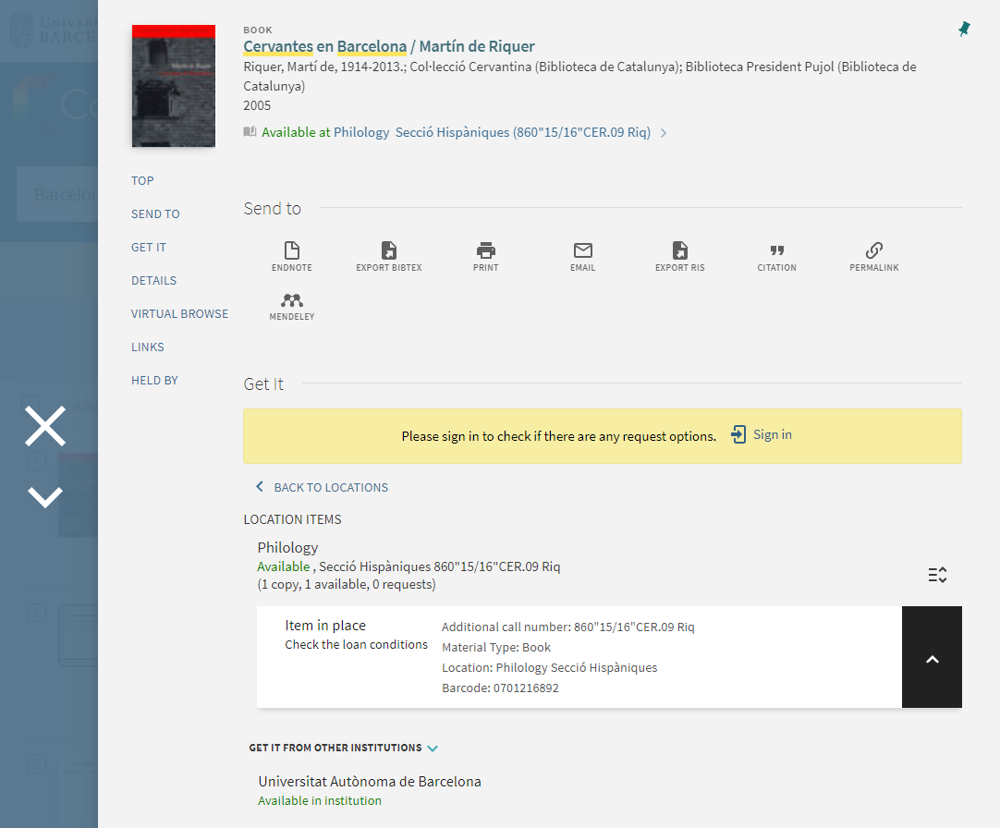 BOOK
Cervantes en Barcelona / Martín de Riquer
Riquer, Martí de, 1914-2013.; Col·lecció Cervantina (Biblioteca de Catalunya); Biblioteca President Pujol (Biblioteca de
Catalunya)
2005
Available at Philology Secció Hispàniques (860"15/16"CER.09 Riq)
TOP
SEND TO
GET IT
DETAILS
VIRTUAL BROWSE
LINKS
HELD BY
Barcelon
Send to
ENDNOTE
EXPORT BIBTEX
PRINT
EMAIL
EXPORT RIS
CITATION
PERMALINK
MENDELEY
Get It
Please sign in to check if there are any request options. Sign in
BACK TO LOCATIONS
LOCATION ITEMS
Philology
Available , Secció Hispàniques 860"15/16"CER.09 Riq
(1 copy, 1 available, 0 requests)
Item in place
Check the loan conditions
Additional call number: 860"15/16"CER.09 Riq
Material Type: Book
Location: Philology Secció Hispàniques
Barcode: 0701216892
GET IT FROM OTHER INSTITUTIONS
Universitat Autònoma de Barcelona
Available in institution